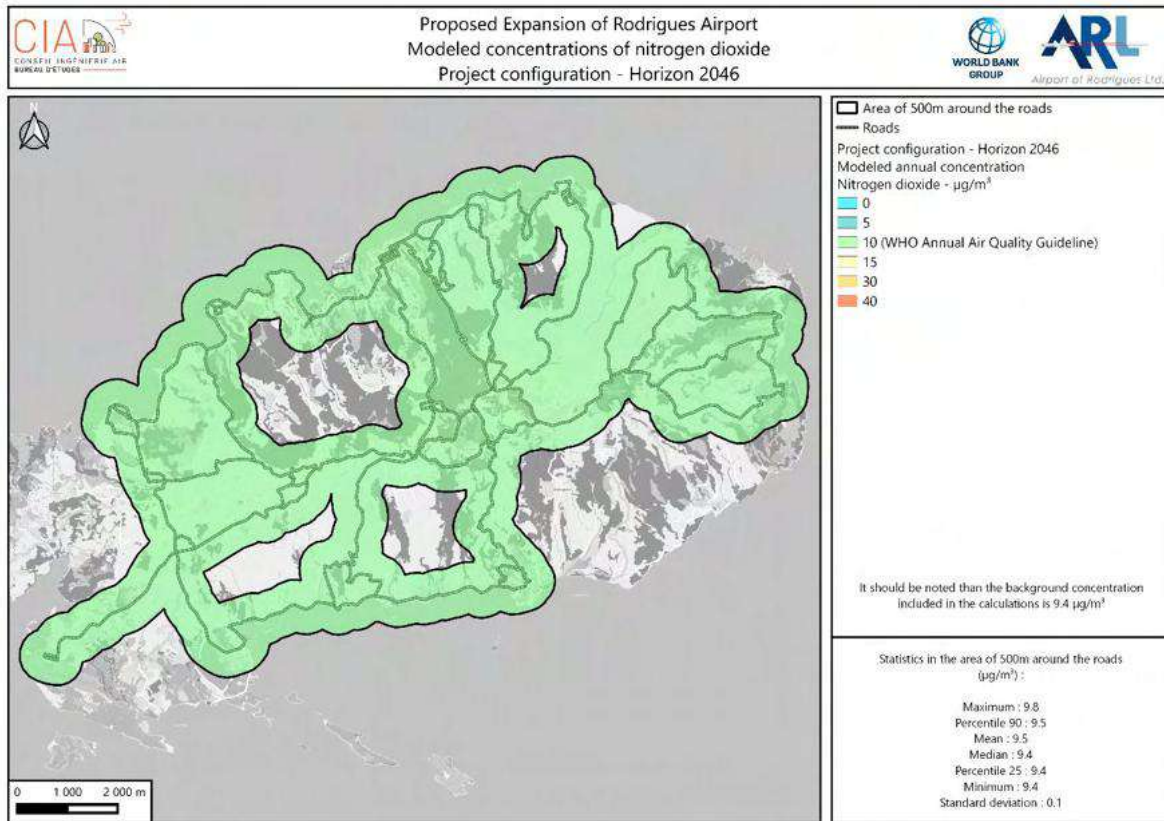 CIA
CONSEIL INGÉNIERIE AIR
BUREAU D'ÉTUDES
Proposed Expansion of Rodrigues Airport
Modeled concentrations of nitrogen dioxide
Project configuration - Horizon 2046
WORLD BANK
GROUP
ARL
Airport of Rodrigues Ltd.
N
Area of 500m around the roads
Roads
Project configuration - Horizon 2046
Modeled annual concentration
Nitrogen dioxide - µg/m³
0
5
10 (WHO Annual Air Quality Guideline)
15
30
40
It should be noted than the background concentration
included in the calculations is 9.4 µg/m³
Statistics in the area of 500m around the roads
(µg/m³) :
Maximum : 9.8
Percentile 90 : 9.5
Mean : 9.5
Median : 9.4
Percentile 25 : 9.4
Minimum : 9.4
Standard deviation : 0.1
0 1 000 2 000 m